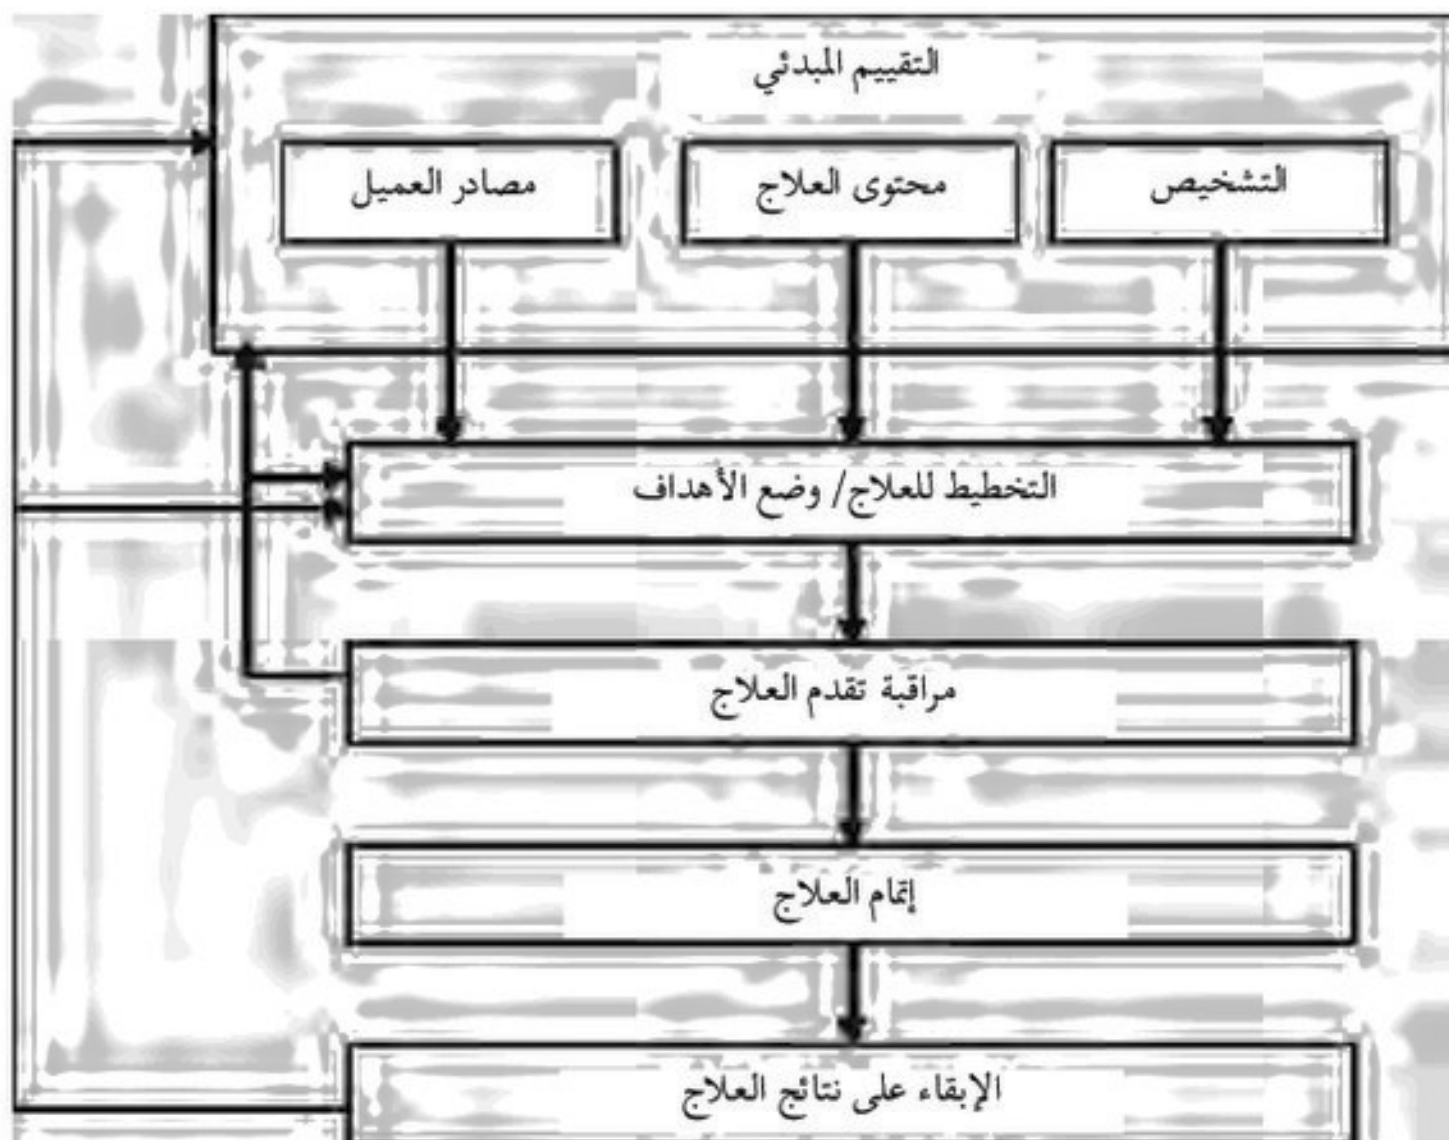 التقييم المبدئي
التشخيص
محتوى العلاج
مصادر العميل
التخطيط للعلاج/ وضع الأهداف
مراقبة تقدم العلاج
إتمام العلاج
الإبقاء على نتائج العلاج